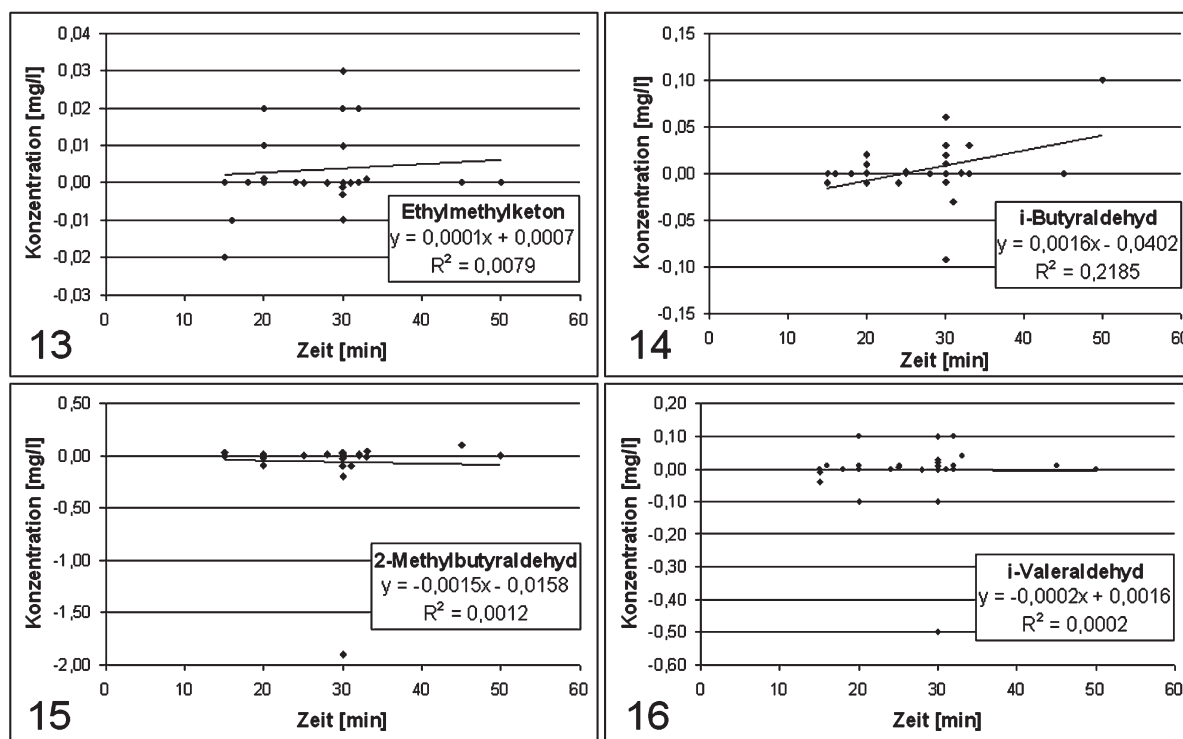 0,04
0,03
0,02
0,01
0,00
-0,01
-0,02
-0,03
Konzentration [mg/l]
Ethylmethylketon
y = 0,0001x + 0,0007
R² = 0,0079
0 10 20 30 40 50 60
Zeit [min]
13
0,15
0,10
0,05
0,00
-0,05
-0,10
-0,15
Konzentration [mg/l]
i-Butyraldehyd
y = 0,0016x - 0,0402
R² = 0,2185
0 10 20 30 40 50 60
Zeit [min]
14
0,50
0,00
-0,50
-1,00
-1,50
-2,00
Konzentration [mg/l]
2-Methylbutyraldehyd
y = -0,0015x - 0,0158
R² = 0,0012
0 10 20 30 40 50 60
Zeit [min]
15
0,20
0,10
0,00
-0,10
-0,20
-0,30
-0,40
-0,50
-0,60
Konzentration [mg/l]
i-Valeraldehyd
y = -0,0002x + 0,0016
R² = 0,0002
0 10 20 30 40 50 60
Zeit [min]
16